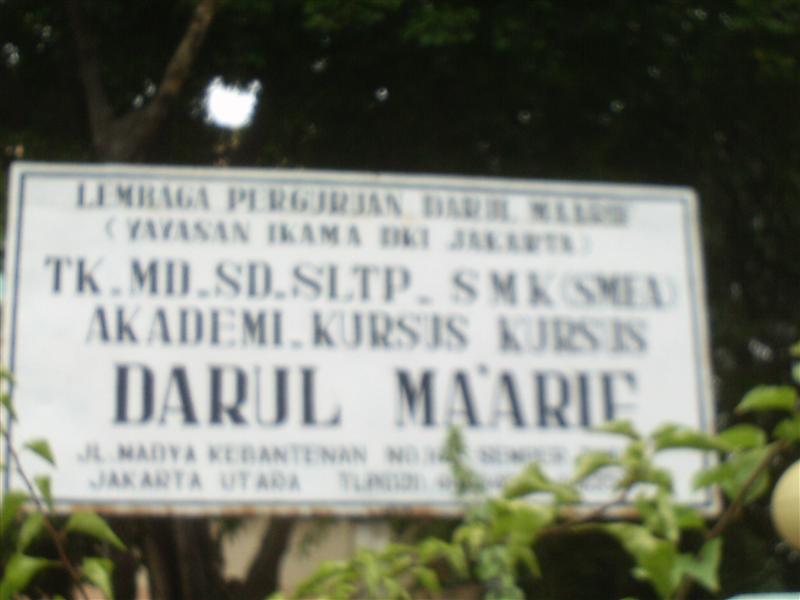 LEMBAGA PERGURUAN DARUL MA'ARIF
(YAYASAN IKAMA DKI JAKARTA)
TK-MD-SD-SLTP- SMK (SMEA)
AKADEMI-KURSUS KURSUS
DARUL MA'ARIF
JL. MADYA KEBANTENAN NO.
JAKARTA UTARA